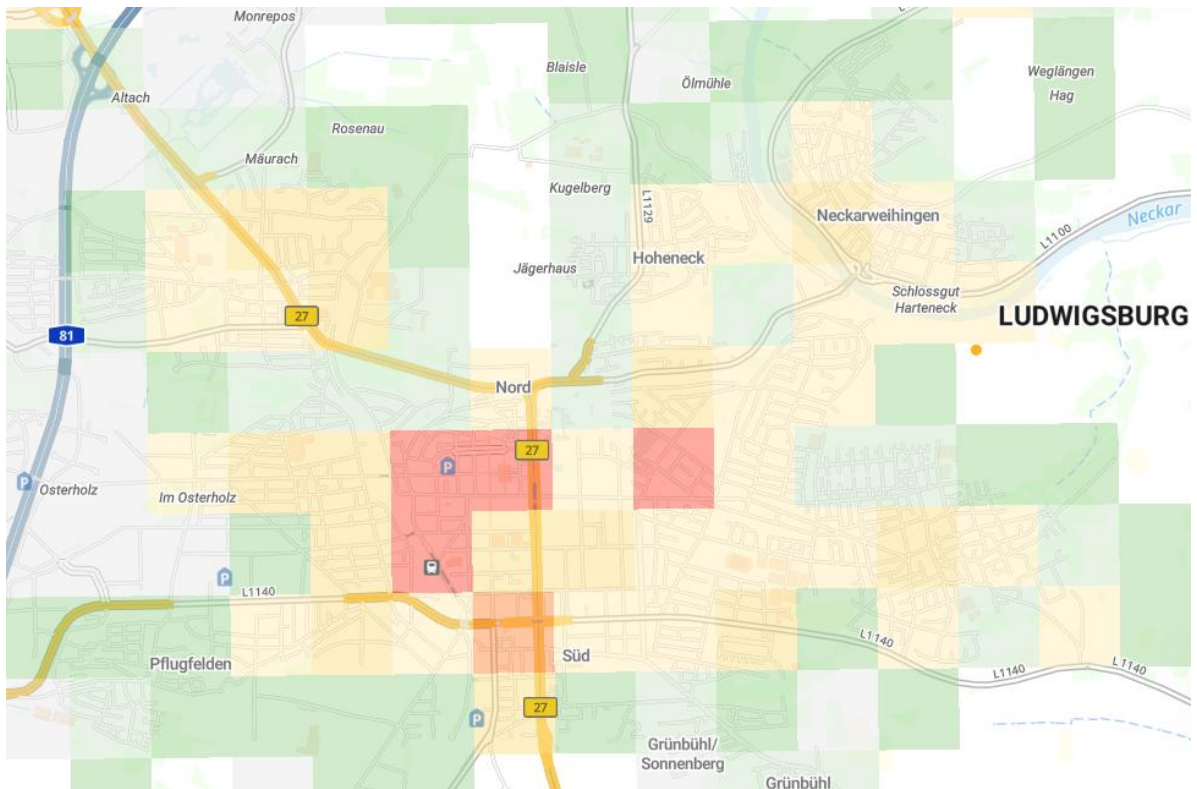 Monrepos
Blaisle
Ölmühle
Weglängen
Hag
Altach
Rosenau
Mäurach
Kugelberg
L1129
Neckarweihingen
Neckar
L1100
Hoheneck
Jägerhaus
Schlossgut
Harteneck
27
81
LUDWIGSBURG
Nord
27
P
P
Osterholz
Im Osterholz
P
L1140
L1140
Pflugfelden
Süd
L1140
L1140
27
P
Grünbühl/
Sonnenberg
Grünbühl